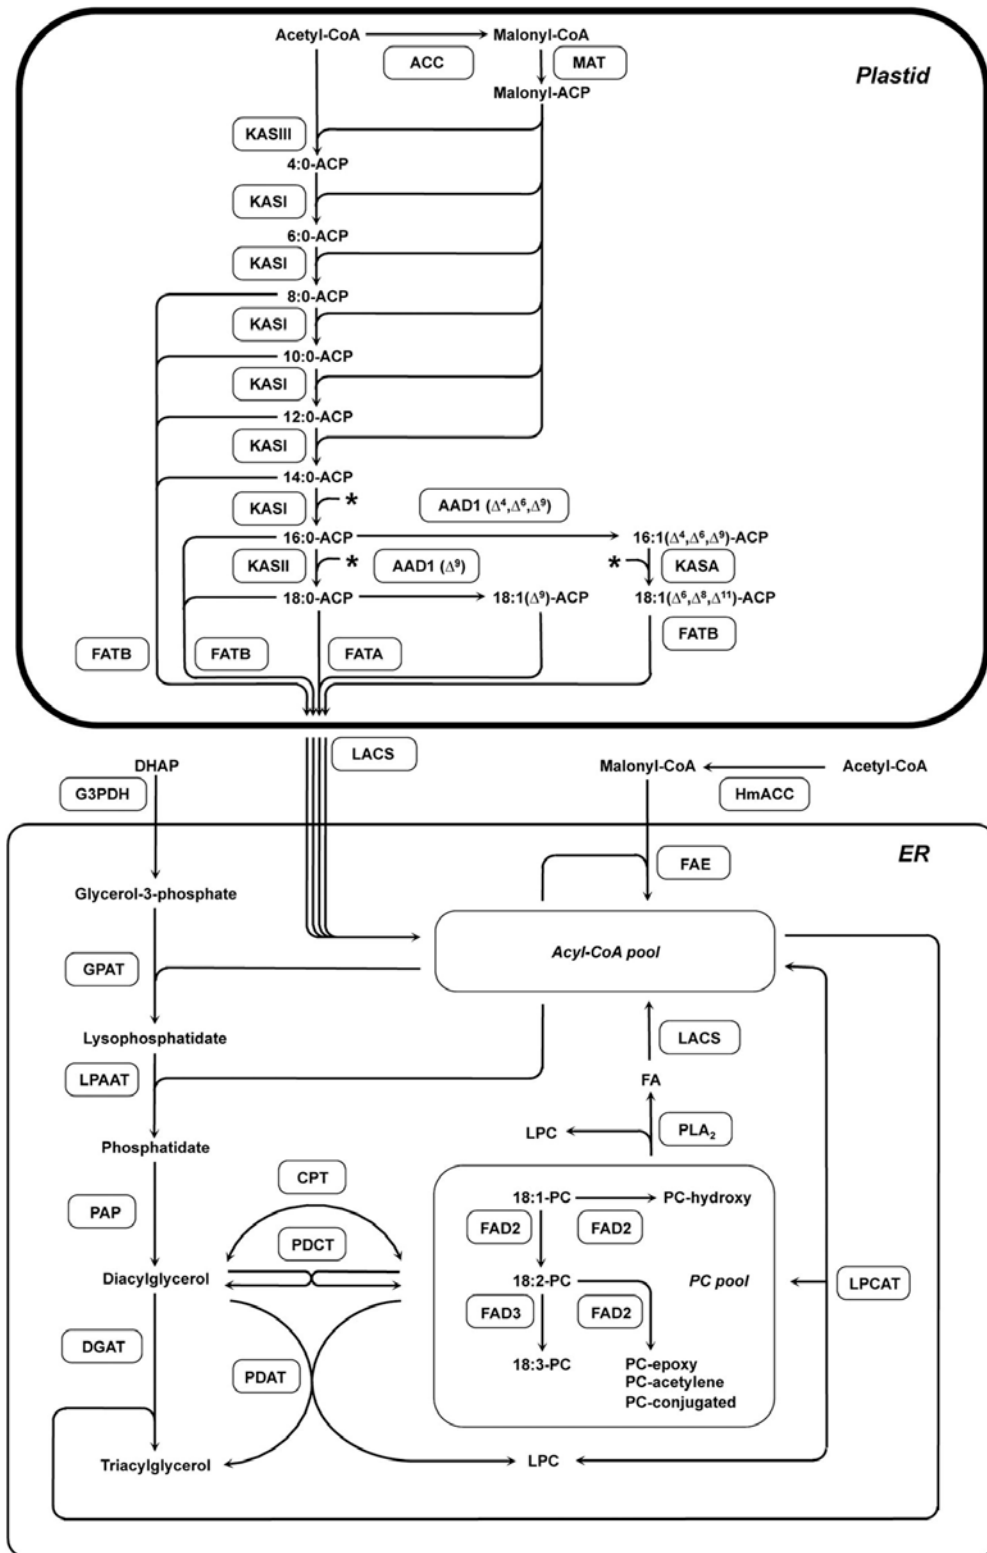 Acetyl-CoA
Malonyl-CoA
ACC
MAT
Plastid
Malonyl-ACP
KASIII
4:0-ACP
KASI
6:0-ACP
KASI
8:0-ACP
KASI
10:0-ACP
KASI
12:0-ACP
KASI
14:0-ACP
KASI
*
AAD1 (Δ⁴,Δ⁶,Δ⁹)
16:0-ACP
16:1(Δ⁴,Δ⁶,Δ⁹)-ACP
KASII
*
AAD1 (Δ⁹)
*
KASA
18:0-ACP
18:1(Δ⁹)-ACP
18:1(Δ⁶,Δ⁸,Δ¹¹)-ACP
FATB
FATB
FATB
FATA
LACS
DHAP
Malonyl-CoA
Acetyl-CoA
G3PDH
HmACC
ER
FAE
Glycerol-3-phosphate
Acyl-CoA pool
GPAT
Lysophosphatidate
LACS
LPAAT
FA
LPC
PLA₂
Phosphatidate
CPT
18:1-PC
PC-hydroxy
PAP
FAD2
FAD2
PDCT
Diacylglycerol
18:2-PC
PC pool
LPCAT
FAD3
FAD2
DGAT
PDAT
18:3-PC
PC-epoxy
PC-acetylene
PC-conjugated
Triacylglycerol
LPC